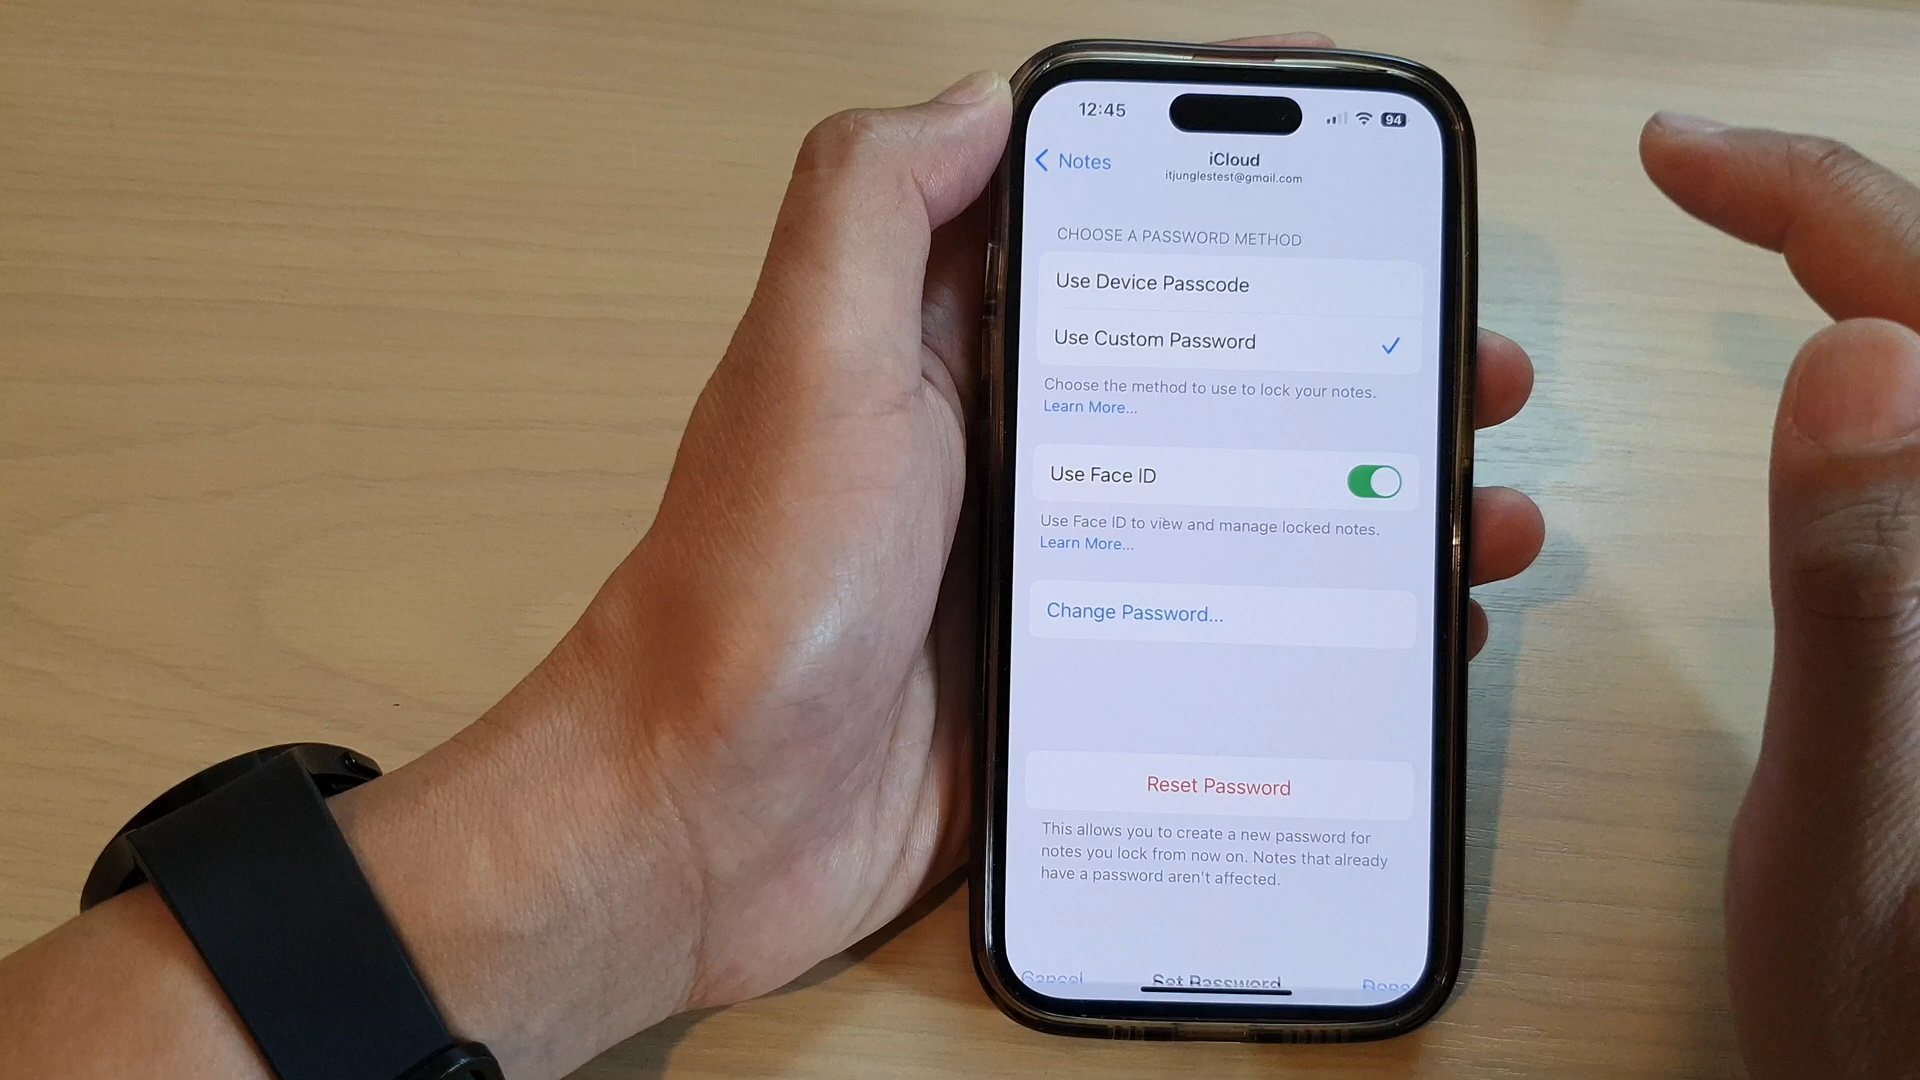 12:45
94
Notes
iCloud
itjunglestest@gmail.com
CHOOSE A PASSWORD METHOD
Use Device Passcode
Use Custom Password
Choose the method to use to lock your notes.
Learn More...
Use Face ID
Use Face ID to view and manage locked notes.
Learn More...
Change Password...
Reset Password
This allows you to create a new password for
notes you lock from now on. Notes that already
have a password aren't affected.
Cancel Set Password Done